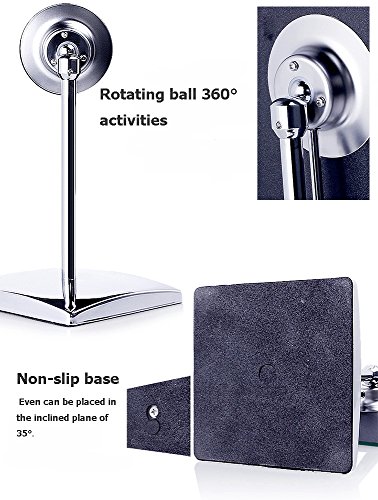 Rotating ball 360°
activities
Non-slip base
Even can be placed in
the inclined plane of
35°.